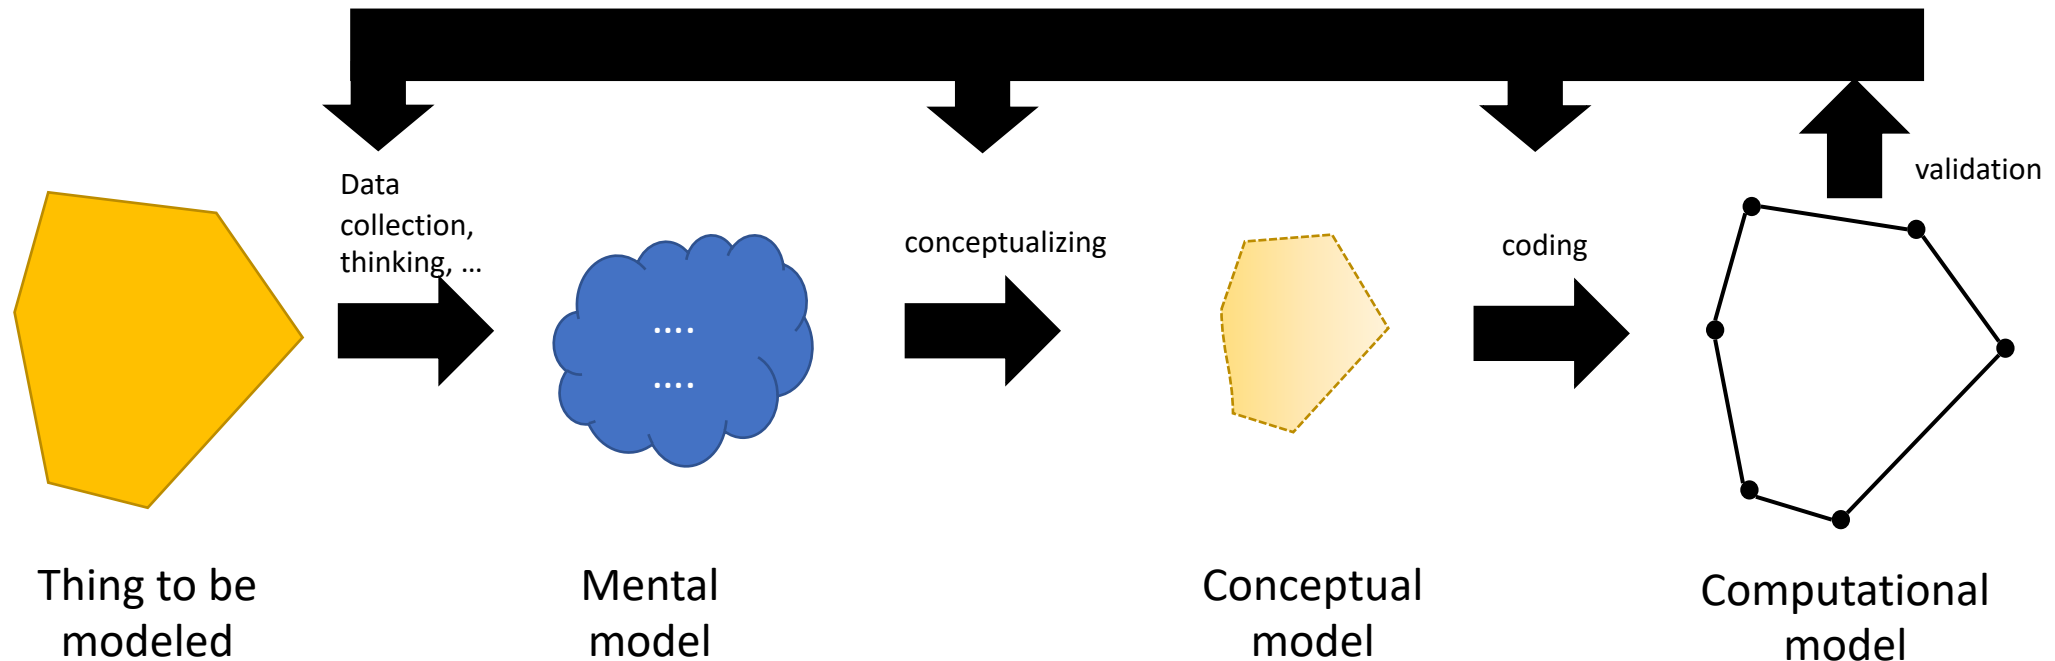 Data
collection,
thinking, ...
conceptualizing
coding
validation
....
....
Thing to be
modeled
Mental
model
Conceptual
model
Computational
model